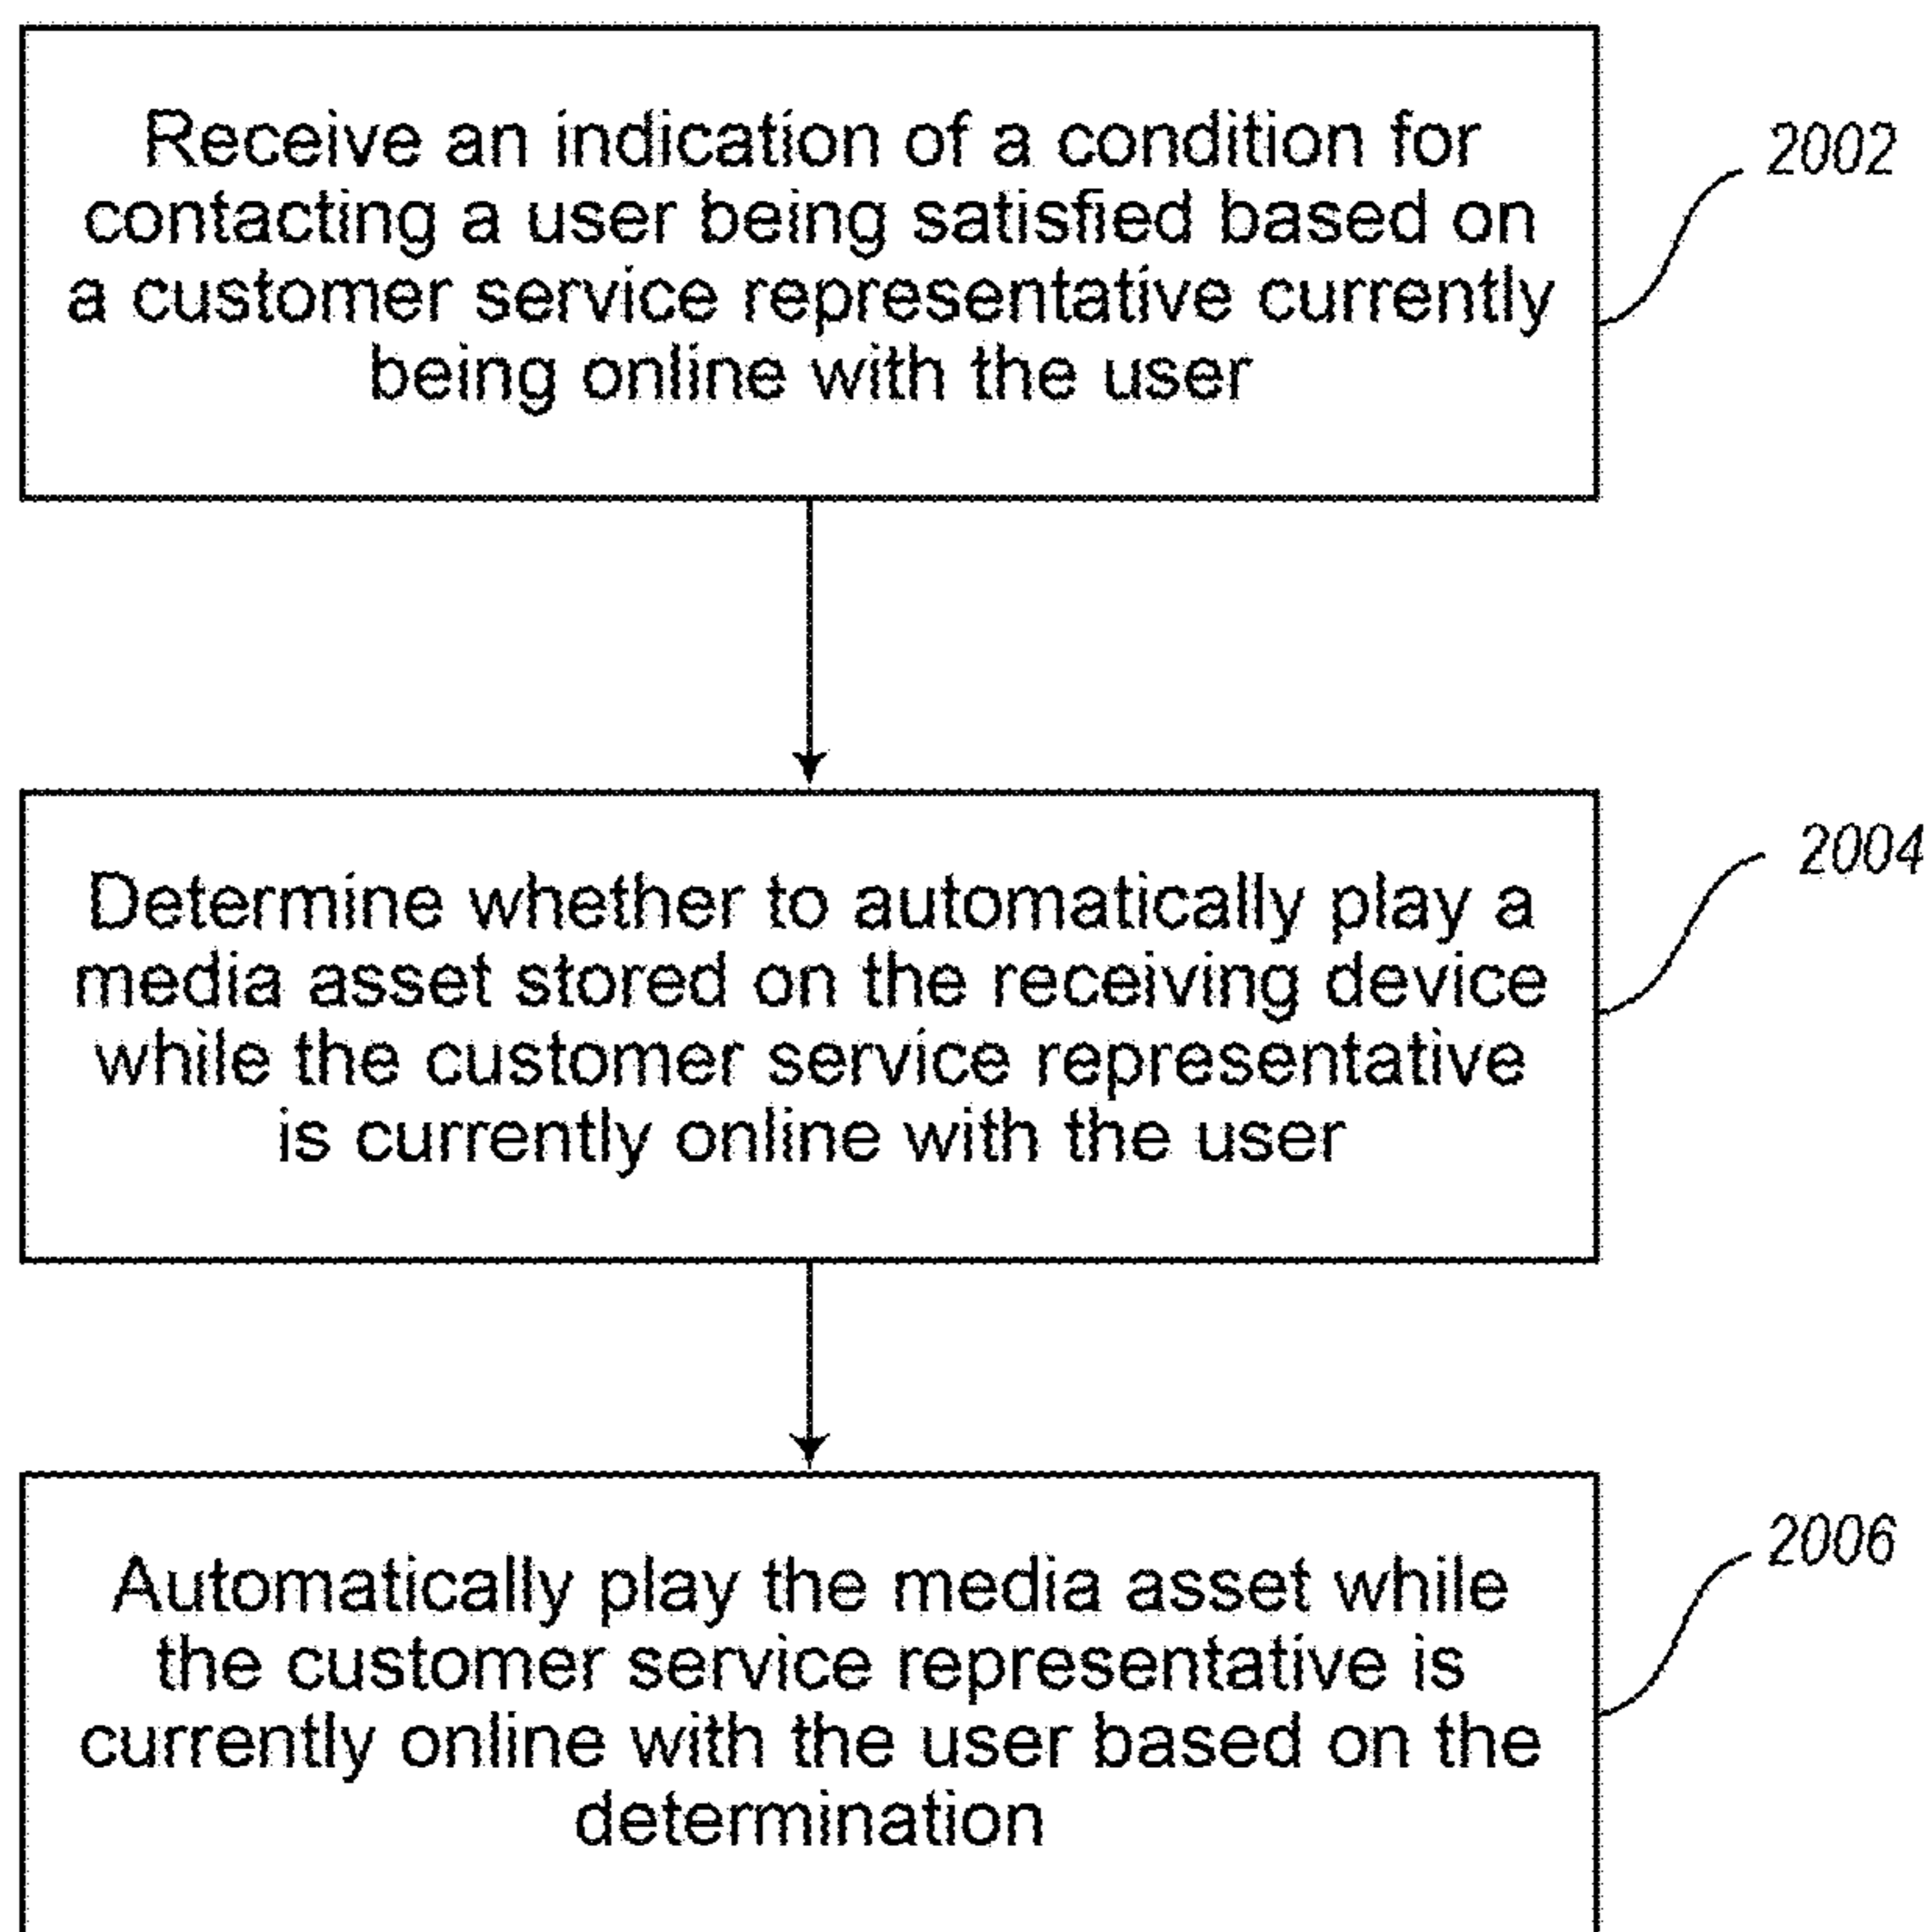 Receive an indication of a condition for
contacting a user being satisfied based on
a customer service representative currently
being online with the user
2002
Determine whether to automatically play a
media asset stored on the receiving device
while the customer service representative
is currently online with the user
2004
Automatically play the media asset while
the customer service representative is
currently online with the user based on the
determination
2006